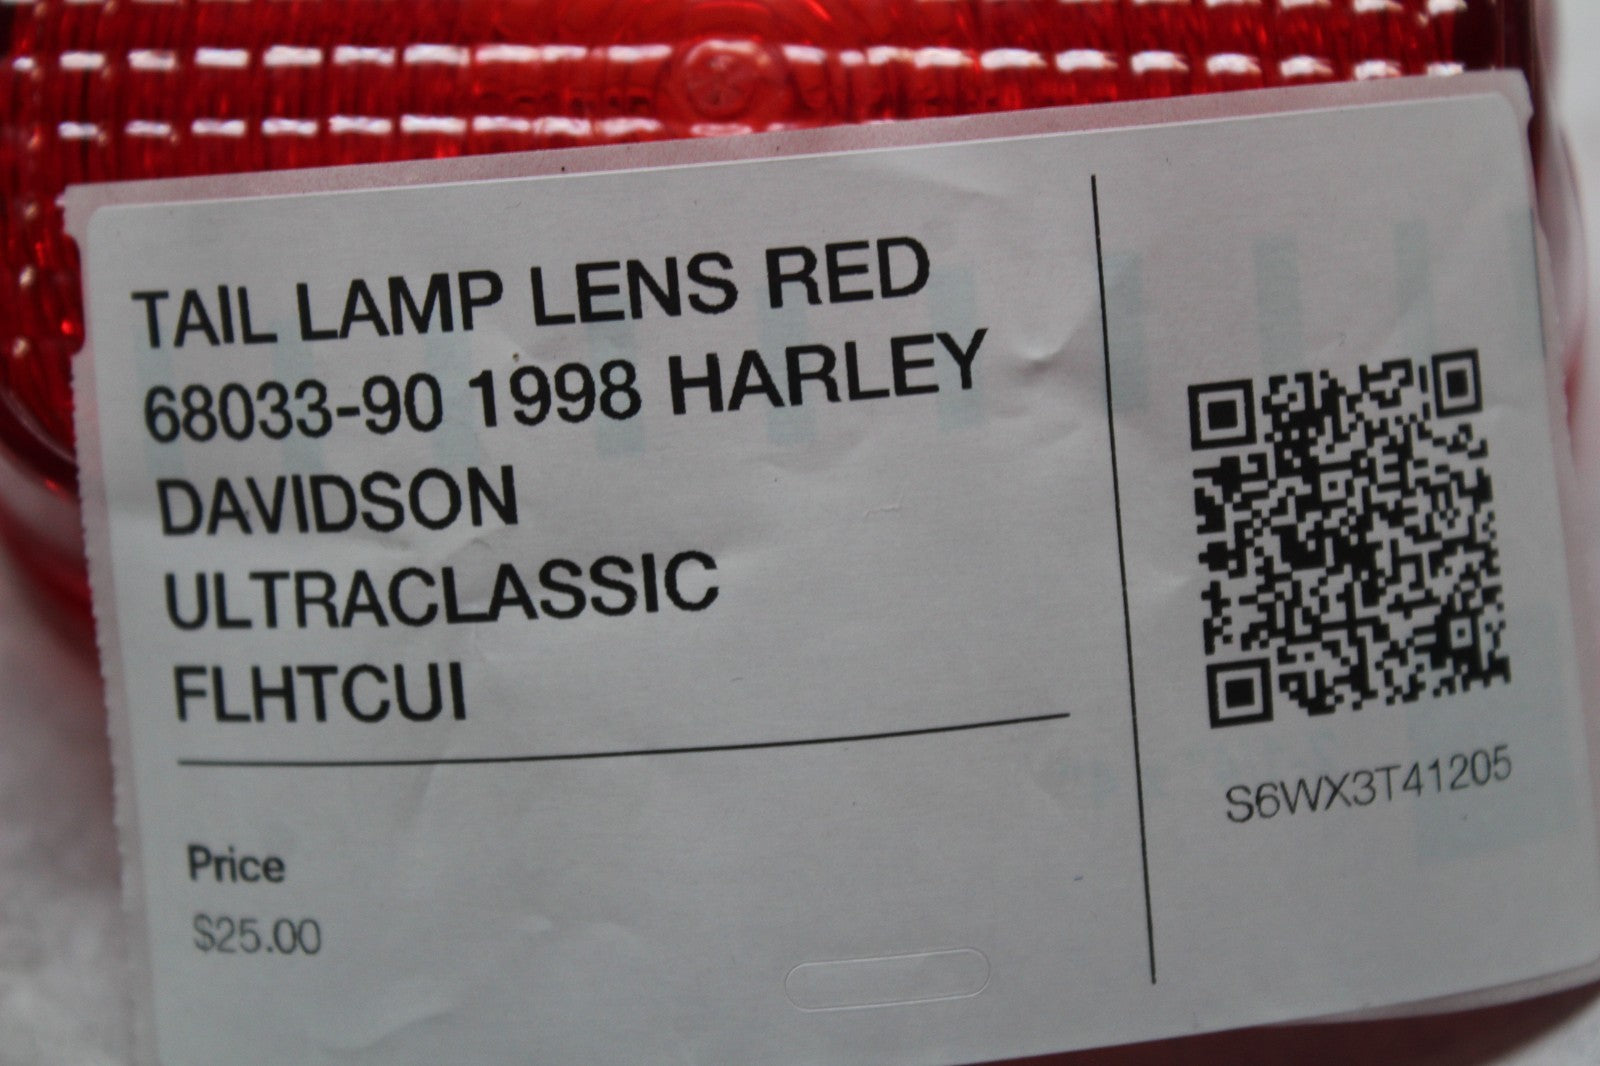 TAIL LAMP LENS RED
68033-90 1998 HARLEY
DAVIDSON
ULTRACLASSIC
FLHTCUI
Price
$25.00
S6WX3T41205